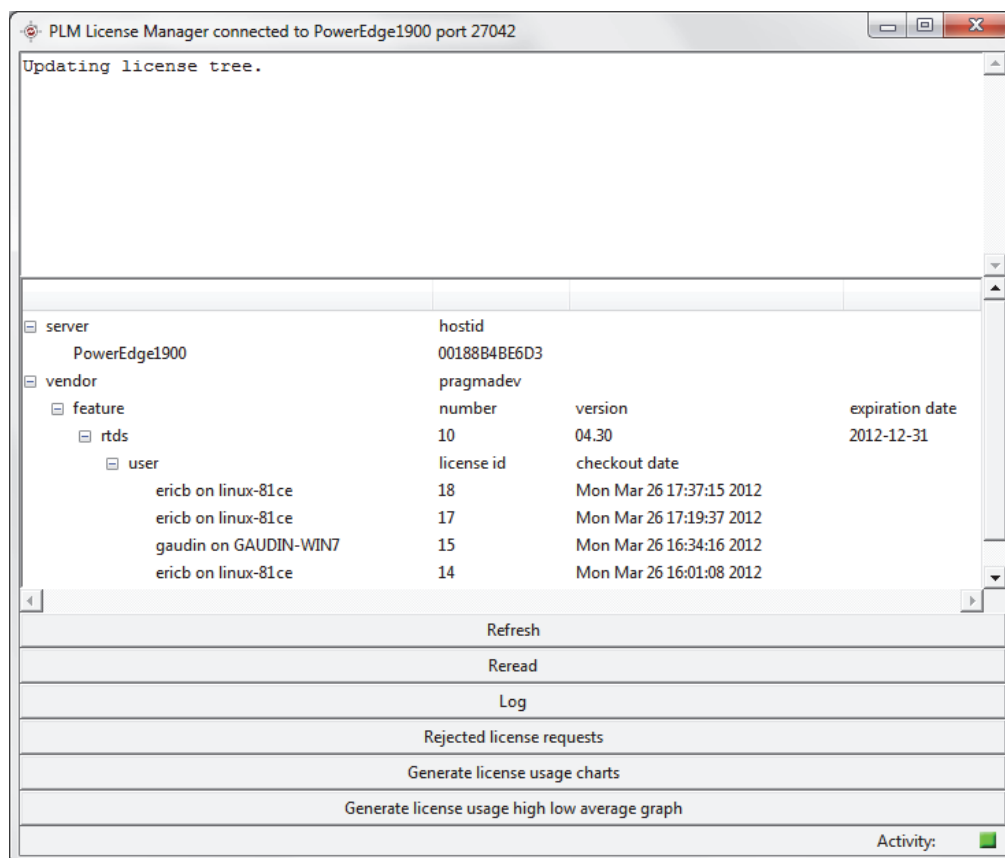 PLM License Manager connected to PowerEdge1900 port 27042
Updating license tree.
server hostid
PowerEdge1900 00188B4BE6D3
vendor pragmadev
feature number version expiration date
rtds 10 04.30 2012-12-31
user license id checkout date
ericb on linux-81ce 18 Mon Mar 26 17:37:15 2012
ericb on linux-81ce 17 Mon Mar 26 17:19:37 2012
gaudin on GAUDIN-WIN7 15 Mon Mar 26 16:34:16 2012
ericb on linux-81ce 14 Mon Mar 26 16:01:08 2012
Refresh
Reread
Log
Rejected license requests
Generate license usage charts
Generate license usage high low average graph
Activity: